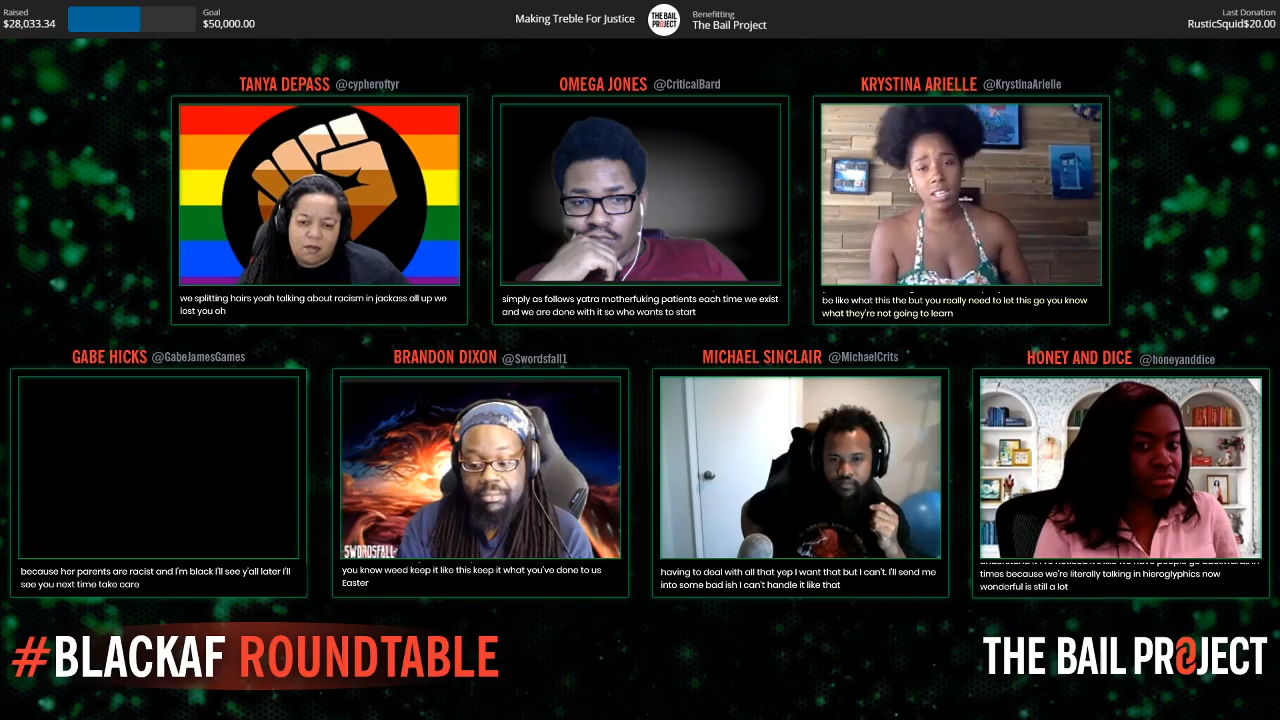 Raised
$28,033.34
Goal
$50,000.00
Making Treble For Justice
THE BAIL
PROJECT
Benefitting
The Bail Project
Last Donation
RusticSquid$20.00
TANYA DEPASS @cypheroftyr
OMEGA JONES @CriticalBard
KRYSTINA ARIELLE @KrystinaArielle
we splitting hairs yeah talking about racism in jackass all up we
lost you oh
simply as follows yatra motherfuking patients each time we exist
and we are done with it so who wants to start
be like what this the but you really need to let this go you know
what they're not going to learn
GABE HICKS @GabeJamesGames
BRANDON DIXON @Swordsfall1
MICHAEL SINCLAIR @MichaelCrits
HONEY AND DICE @honeyanddice
SWORDSFALL
because her parents are racist and I'm black I'll see y'all later I'll
see you next time take care
you know weed keep it like this keep it what you've done to us
Easter
having to deal with all that yep I want that but I can't. I'll send me
into some bad ish I can't handle it like that
times because we're literally talking in hieroglyphics now
wonderful is still a lot
#BLACKAF ROUNDTABLE
THE BAIL PROJECT